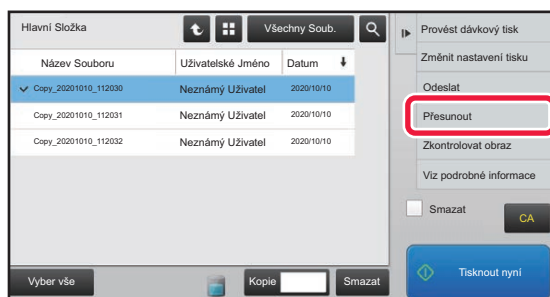 Hlavní Složka
Všechny Soub.
Název Souboru Uživatelské Jméno Datum
Copy_20201010_112030 Neznámý Uživatel 2020/10/10
Copy_20201010_112031 Neznámý Uživatel 2020/10/10
Copy_20201010_112032 Neznámý Uživatel 2020/10/10
Vyber vše
Kopie
Smazat
Provést dávkový tisk
Změnit nastavení tisku
Odeslat
Přesunout
Zkontrolovat obraz
Viz podrobné informace
Smazat
CA
Tisknout nyní